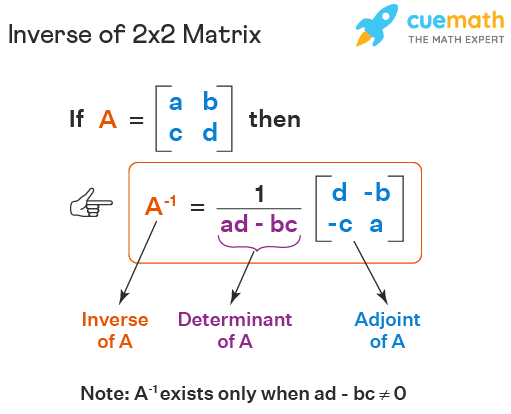 cuemath
THE MATH EXPERT
Inverse of 2x2 Matrix
If A = [a b
c d] then
A⁻¹ = 1/(ad - bc) [d -b
-c a]
Inverse of A
Determinant of A
Adjoint of A
Note: A⁻¹ exists only when ad - bc ≠ 0